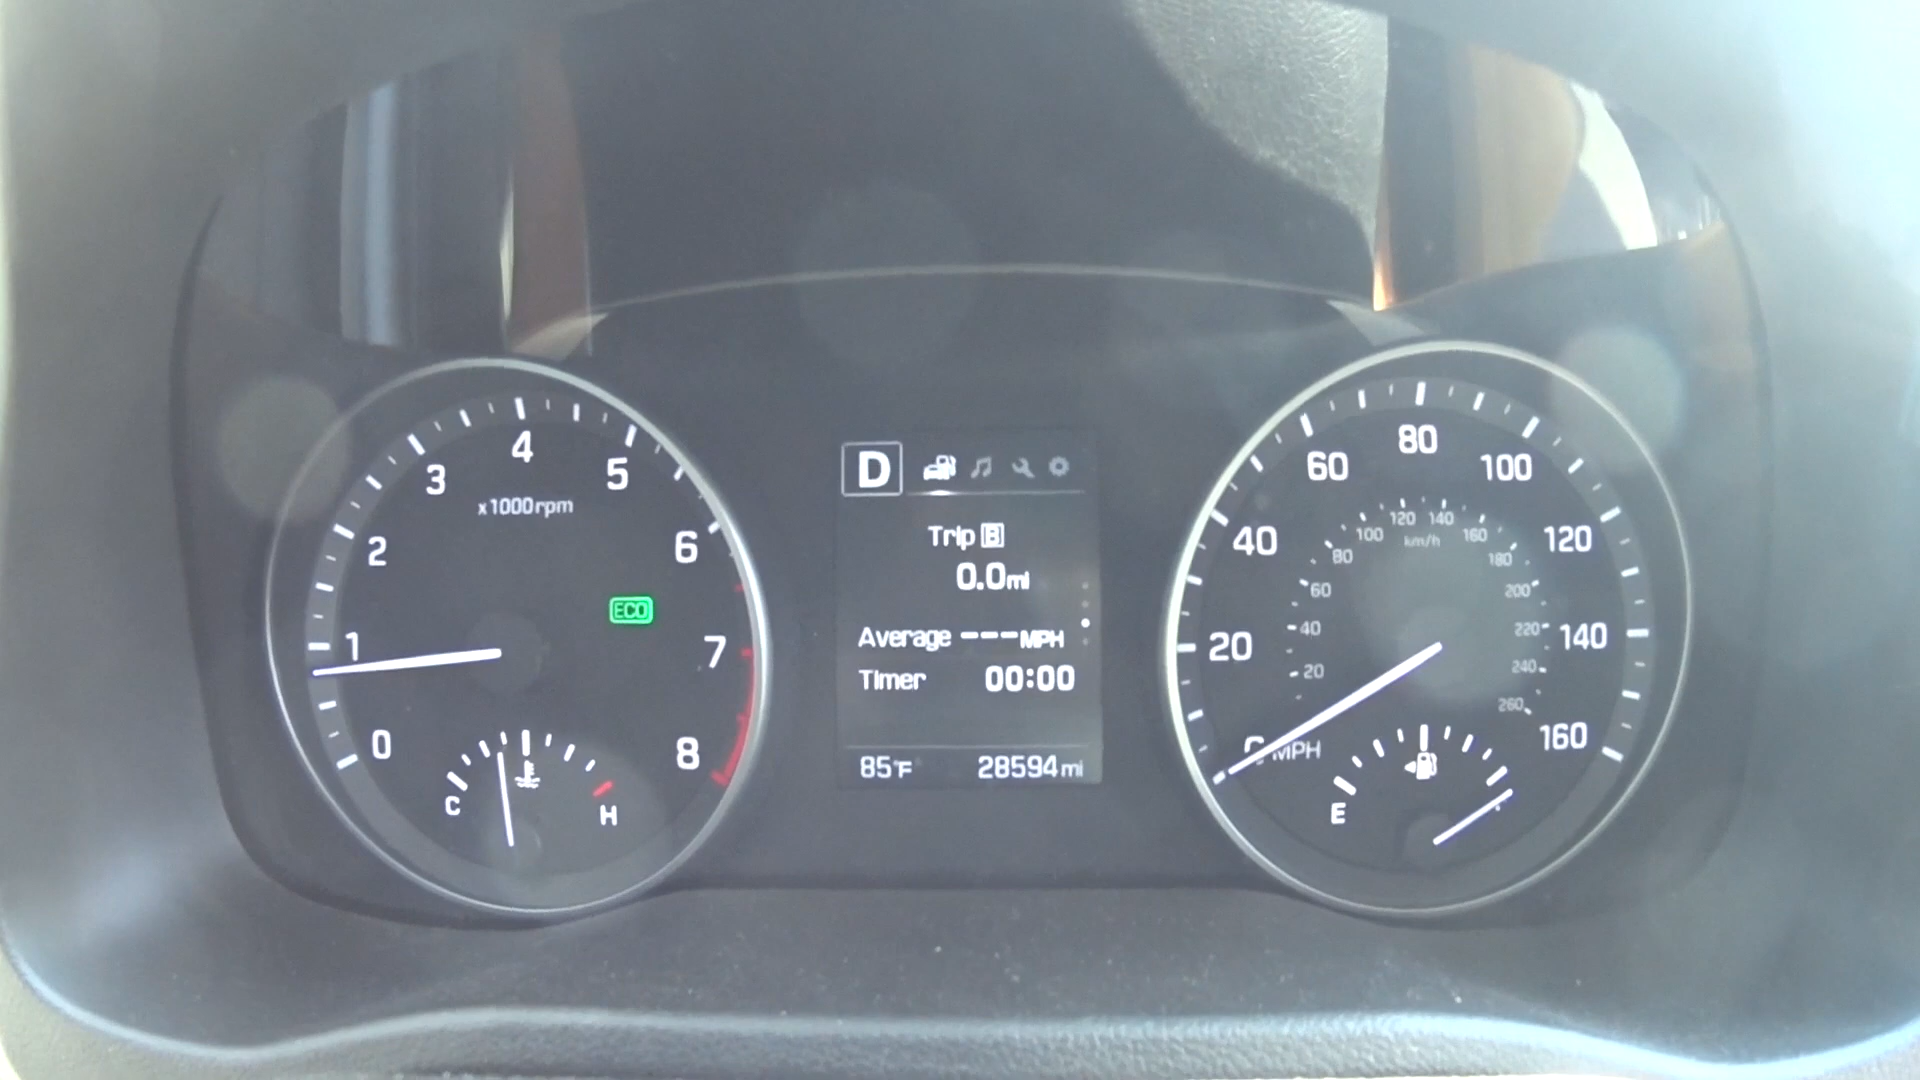 0
1
2
3
4
5
6
7
8
x1000rpm
ECO
C
H
D
Trip B
0.0mi
Average ---MPH
Timer 00:00
85°F 28594mi
20
40
60
80
100
120
140
160
MPH
km/h
20
40
60
80
100
120
140
160
180
200
220
240
260
E